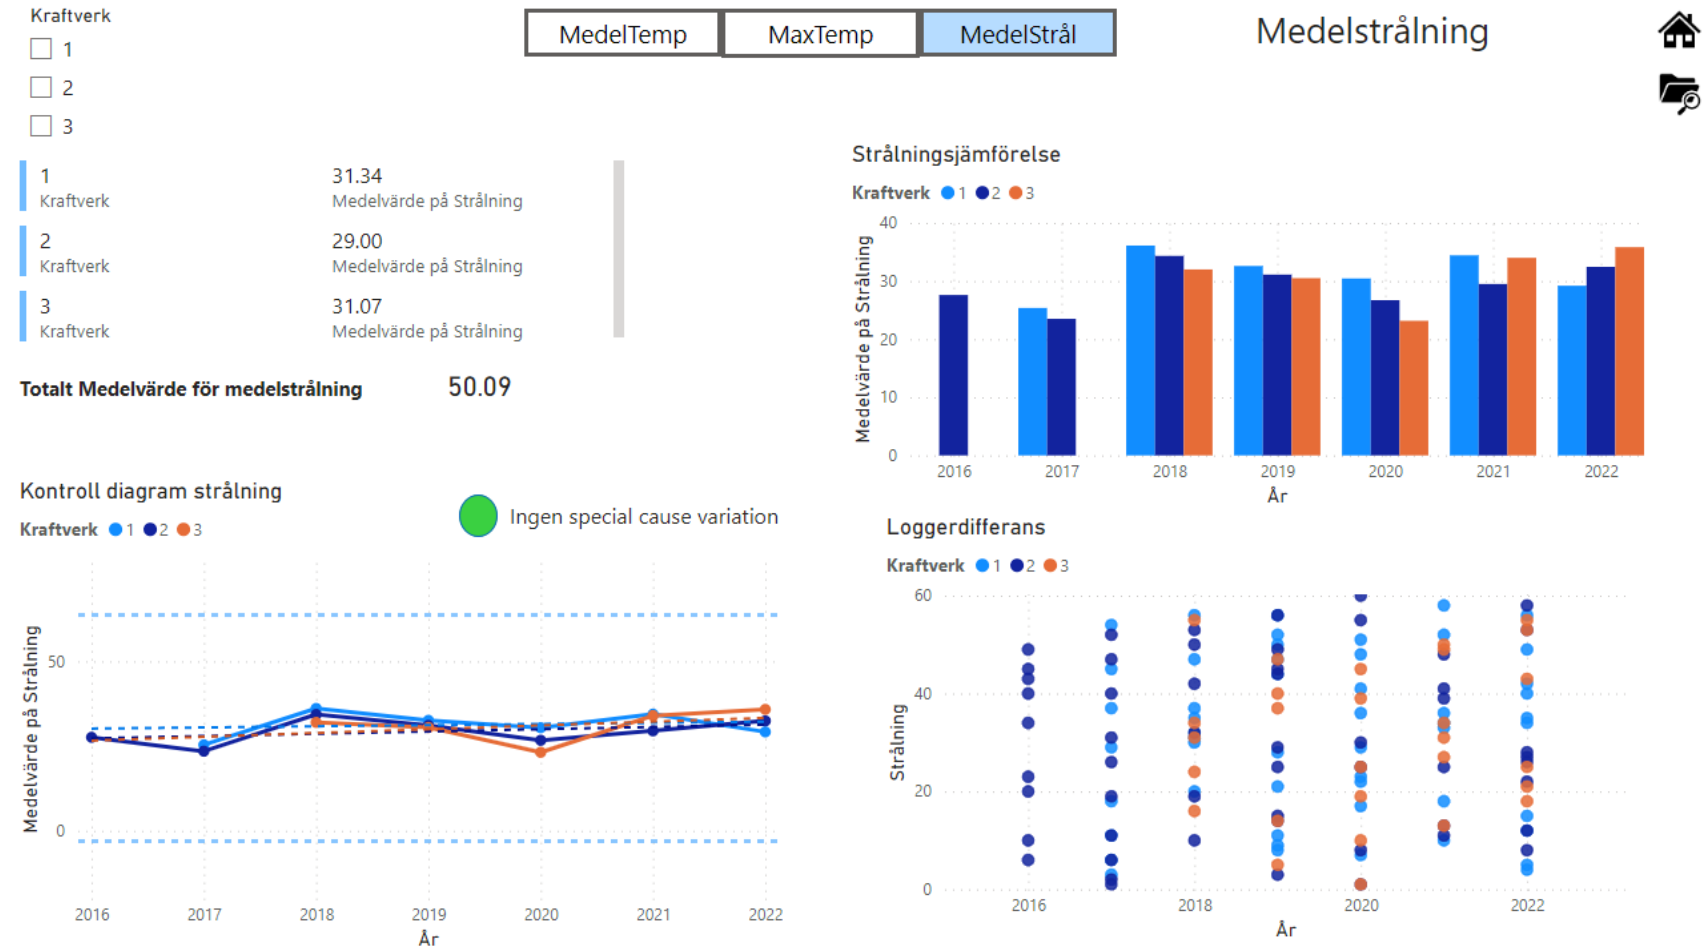 Kraftverk
1
2
3
MedelTemp
MaxTemp
MedelStrål
Medelstrålning
1
31.34
Kraftverk
Medelvärde på Strålning
2
29.00
Kraftverk
Medelvärde på Strålning
3
31.07
Kraftverk
Medelvärde på Strålning
Totalt Medelvärde för medelstrålning 50.09
Strålningsjämförelse
Kraftverk 1 2 3
Medelvärde på Strålning
40
30
20
10
0
2016 2017 2018 2019 2020 2021 2022
År
Kontroll diagram strålning
Kraftverk 1 2 3
Ingen special cause variation
Medelvärde på Strålning
50
0
2016 2017 2018 2019 2020 2021 2022
År
Loggerdifferans
Kraftverk 1 2 3
Strålning
60
40
20
0
2016 2018 2020 2022
År